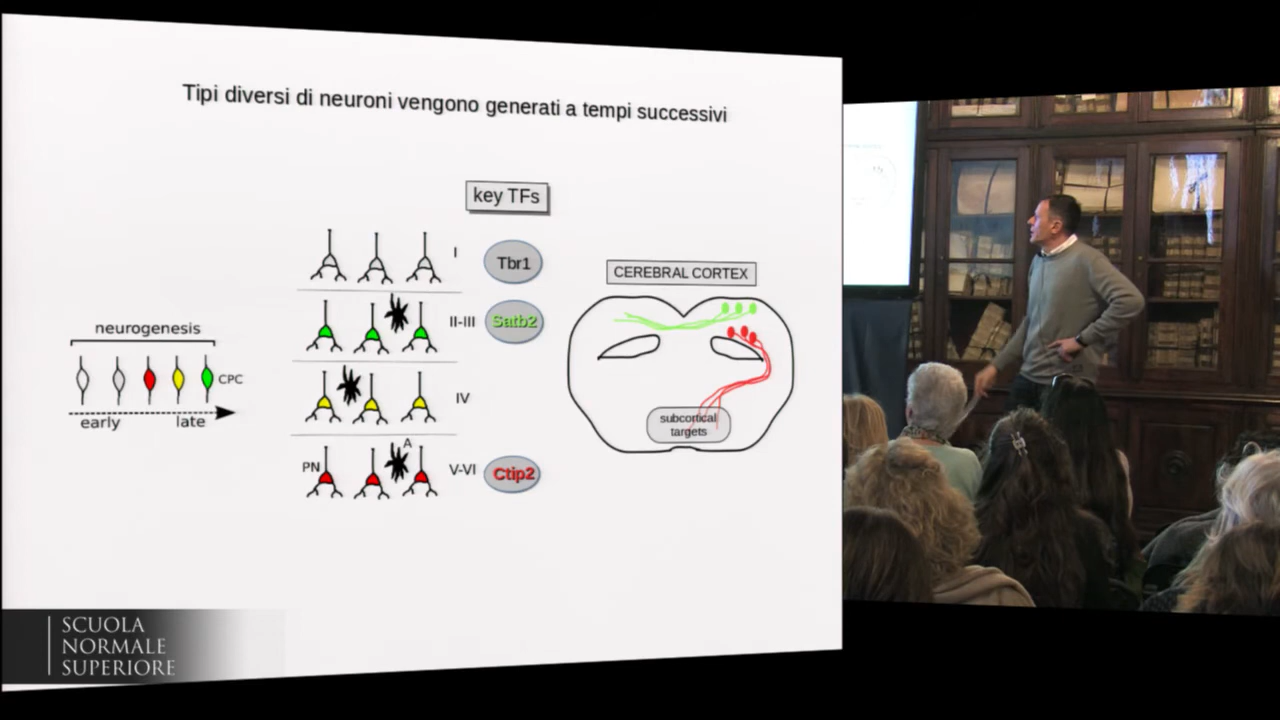 Tipi diversi di neuroni vengono generati a tempi successivi
key TFs
I
Tbr1
II-III
Satb2
IV
A
PN
V-VI
Ctip2
neurogenesis
CPC
early
late
CEREBRAL CORTEX
subcortical
targets
SCUOLA
NORMALE
SUPERIORE